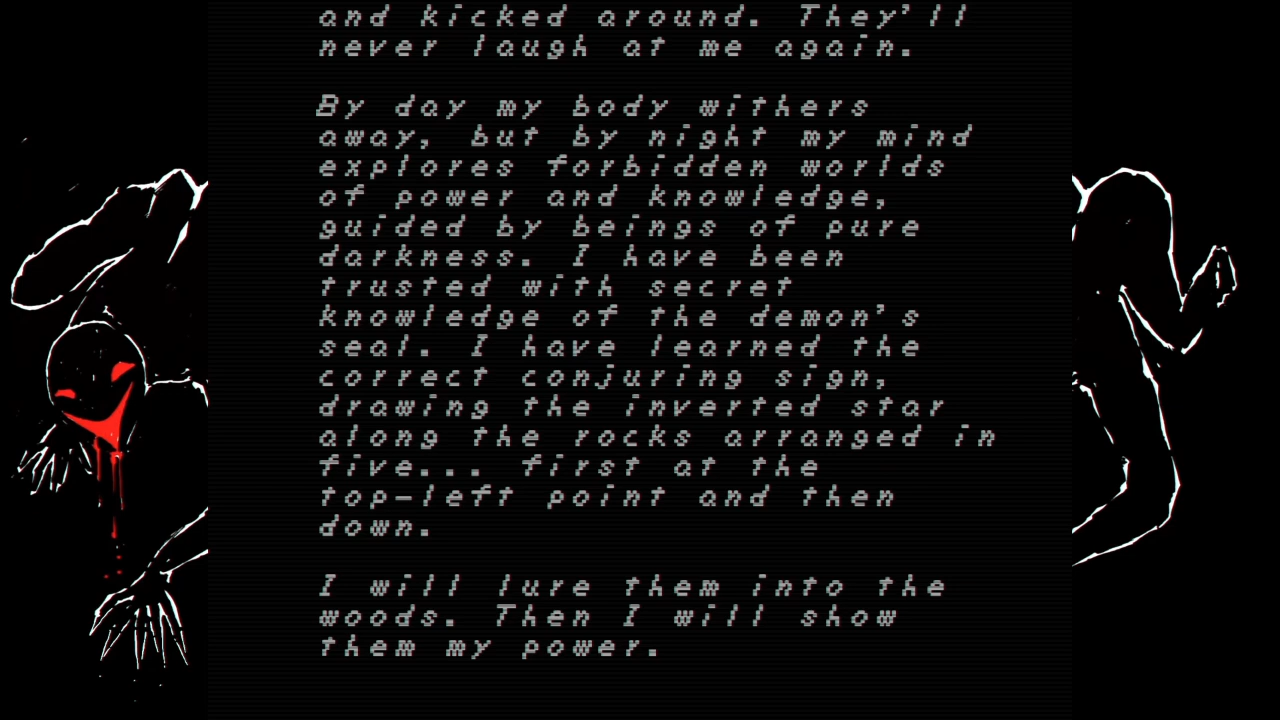 and kicked around. They'll
never laugh at me again.
By day my body withers
away, but by night my mind
explores forbidden worlds
of power and knowledge,
guided by beings of pure
darkness. I have been
trusted with secret
knowledge of the demon's
seal. I have learned the
correct conjuring sign,
drawing the inverted star
along the rocks arranged in
five... first at the
top-left point and then
down.
I will lure them into the
woods. Then I will show
them my power.